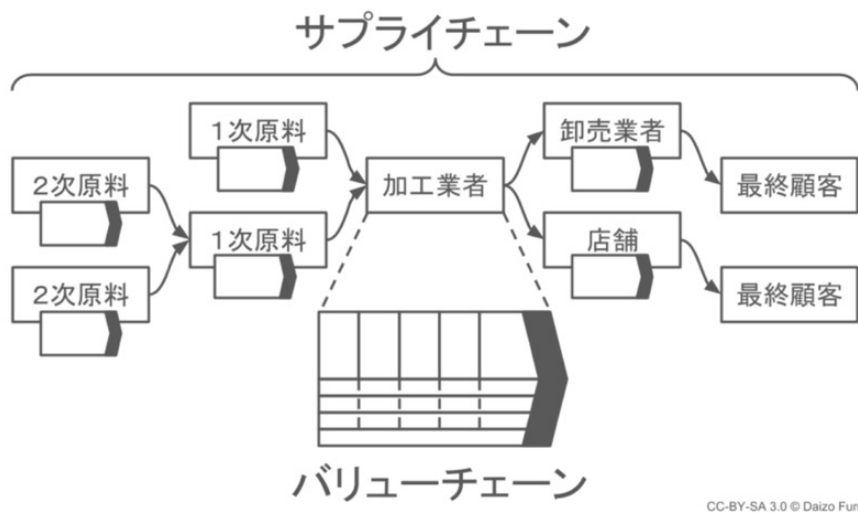 サプライチェーン
1次原料
卸売業者
2次原料
加工業者
最終顧客
1次原料
店舗
2次原料
最終顧客
バリューチェーン
CC-BY-SA 3.0 © Daizo